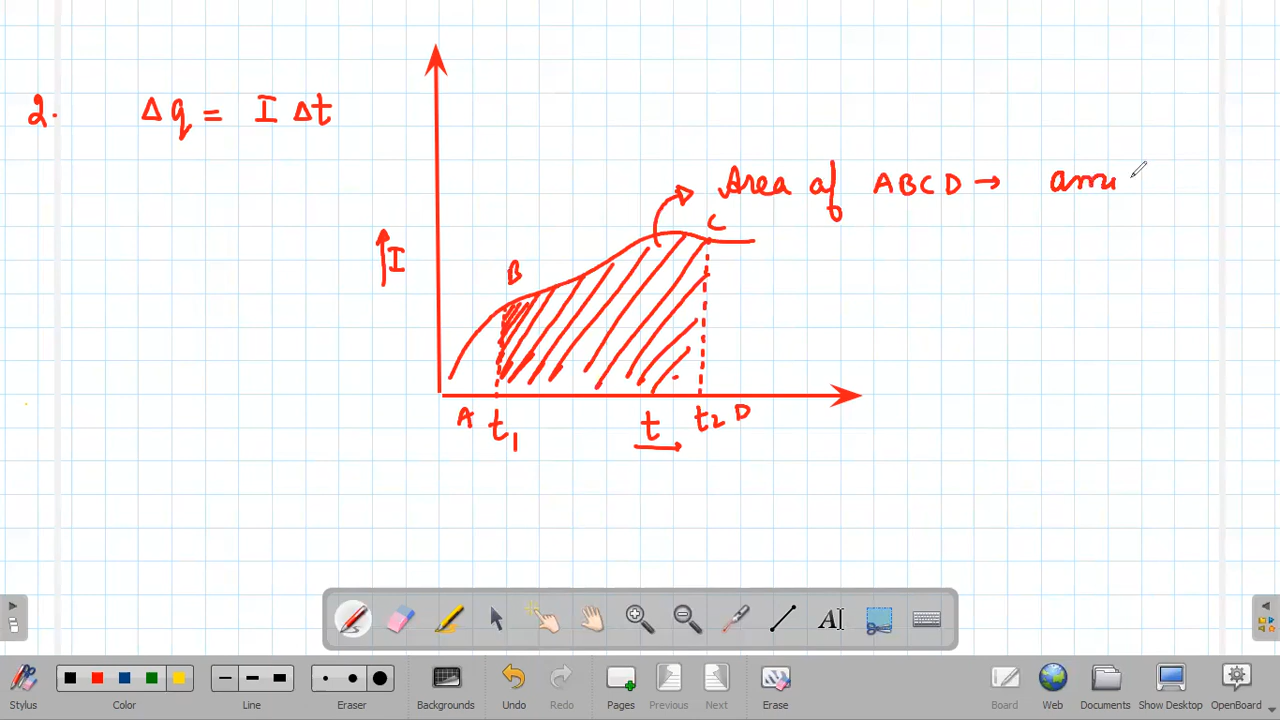 2. Δq = I Δt
Area of ABCD →
C
B
I
A t1 t t2 D
Stylus Color Line Eraser Backgrounds Undo Redo Pages Previous Next Erase Board Web Documents Show Desktop OpenBoard